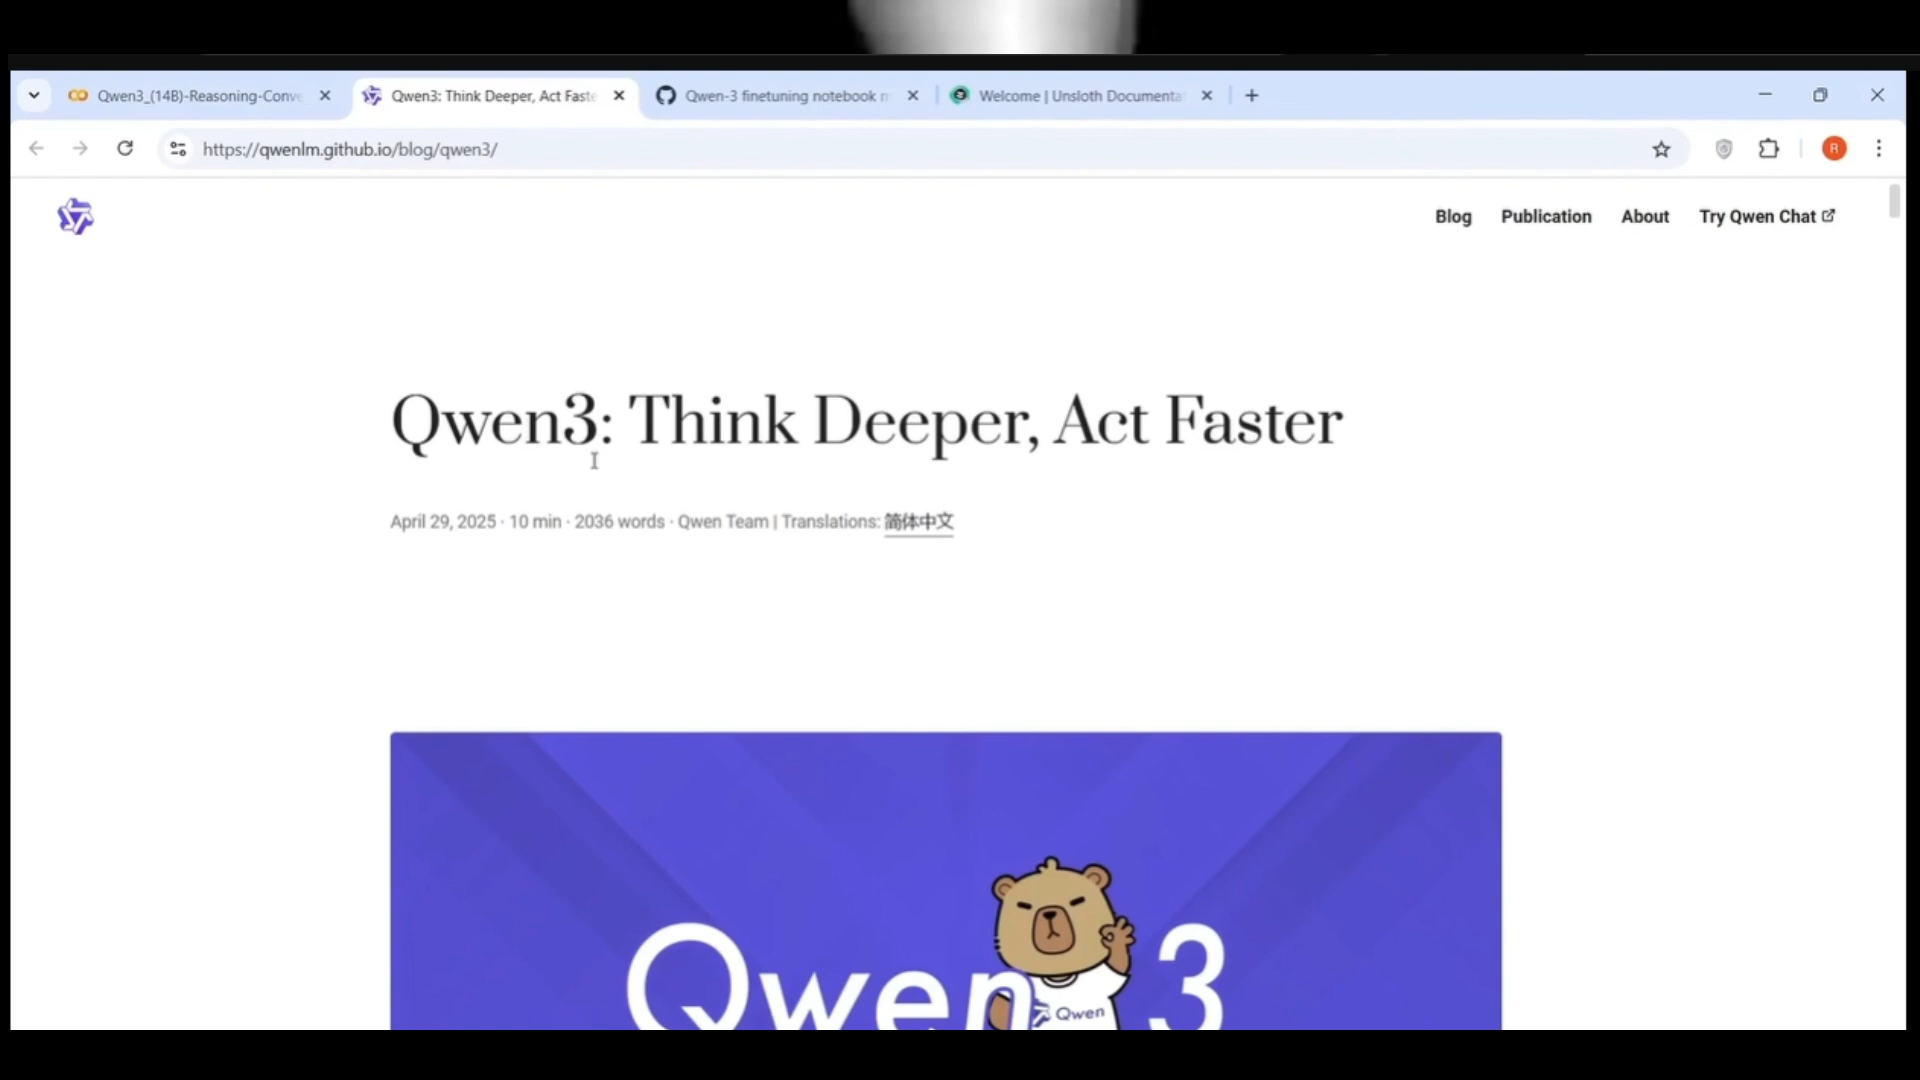 Qwen3_(14B)-Reasoning-Conve
Qwen3: Think Deeper, Act Faste
Qwen-3 finetuning notebook
Welcome | Unsloth Documenta
https://qwenlm.github.io/blog/qwen3/
R
Blog
Publication
About
Try Qwen Chat
Qwen3: Think Deeper, Act Faster
April 29, 2025 · 10 min · 2036 words · Qwen Team | Translations: 简体中文
Qwen 3
Qwen